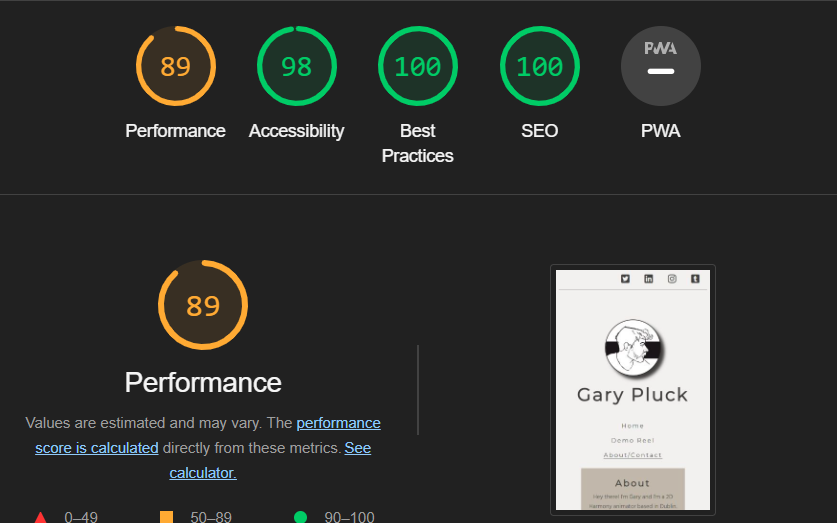 89
98
100
100
PWA
Performance
Accessibility
Best
Practices
SEO
PWA
89
Performance
Values are estimated and may vary. The performance
score is calculated directly from these metrics. See
calculator.
0–49
50–89
90–100
Gary Pluck
Home
Demo Reel
About/Contact
About
Hey there! I'm Gary and I'm a 2D
Harmony animator based in Dublin